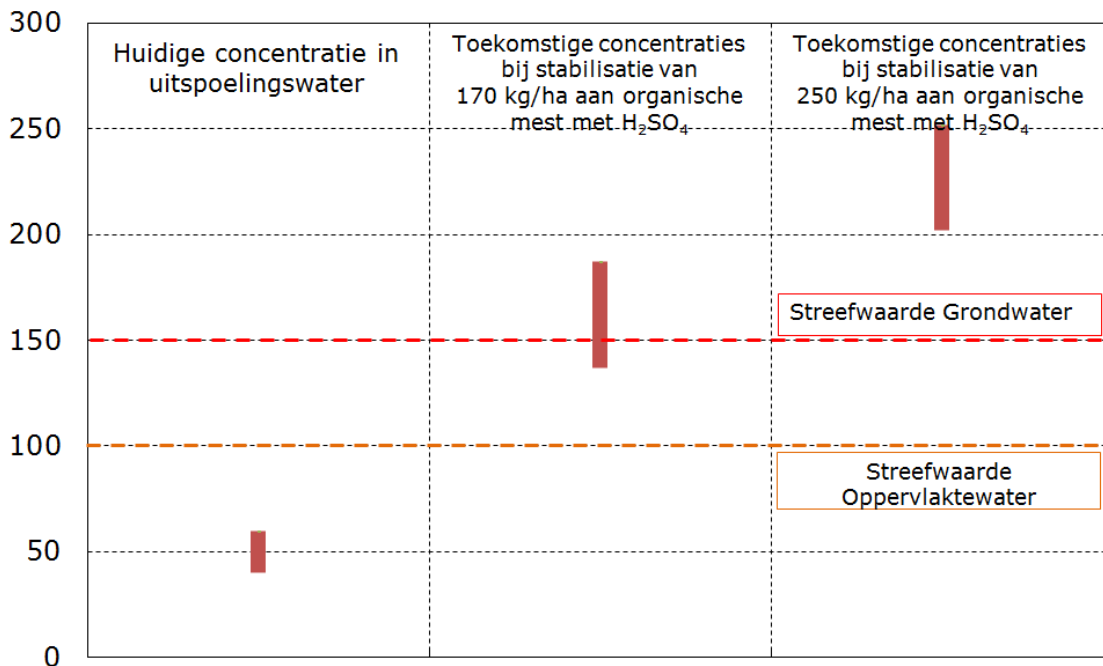 300
250
200
150
100
50
0
Huidige concentratie in
uitspoelingswater
Toekomstige concentraties
bij stabilisatie van
170 kg/ha aan organische
mest met H₂SO₄
Toekomstige concentraties
bij stabilisatie van
250 kg/ha aan organische
mest met H₂SO₄
Streefwaarde Grondwater
Streefwaarde
Oppervlaktewater